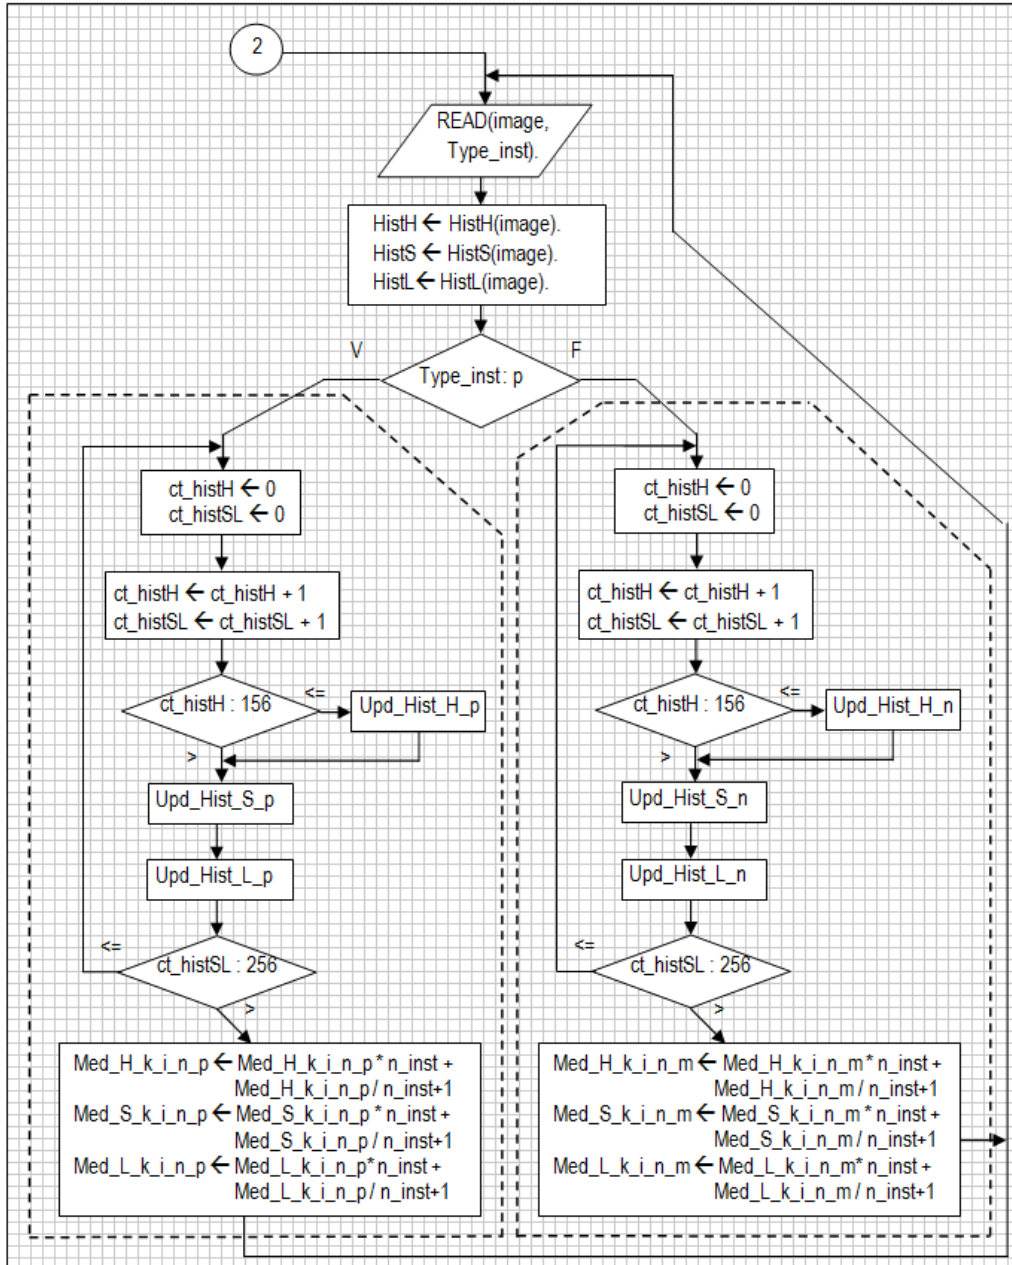 2
READ(image,
Type_inst).
HistH ← HistH(image).
HistS ← HistS(image).
HistL ← HistL(image).
V
F
Type_inst : p
ct_histH ← 0
ct_histSL ← 0
ct_histH ← ct_histH + 1
ct_histSL ← ct_histSL + 1
ct_histH : 156
<=
Upd_Hist_H_p
>
Upd_Hist_S_p
Upd_Hist_L_p
<=
ct_histSL : 256
>
Med_H_k_i_n_p ← Med_H_k_i_n_p * n_inst +
Med_H_k_i_n_p / n_inst+1
Med_S_k_i_n_p ← Med_S_k_i_n_p * n_inst +
Med_S_k_i_n_p / n_inst+1
Med_L_k_i_n_p ← Med_L_k_i_n_p* n_inst +
Med_L_k_i_n_p / n_inst+1
ct_histH ← 0
ct_histSL ← 0
ct_histH ← ct_histH + 1
ct_histSL ← ct_histSL + 1
ct_histH : 156
<=
Upd_Hist_H_n
>
Upd_Hist_S_n
Upd_Hist_L_n
<=
ct_histSL : 256
>
Med_H_k_i_n_m ← Med_H_k_i_n_m* n_inst +
Med_H_k_i_n_m / n_inst+1
Med_S_k_i_n_m ← Med_S_k_i_n_m* n_inst +
Med_S_k_i_n_m / n_inst+1
Med_L_k_i_n_m ← Med_L_k_i_n_m* n_inst +
Med_L_k_i_n_m / n_inst+1